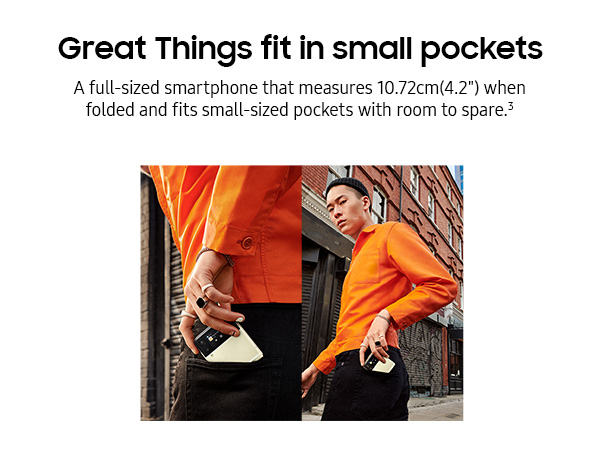 Great Things fit in small pockets
A full-sized smartphone that measures 10.72cm(4.2") when
folded and fits small-sized pockets with room to spare.3